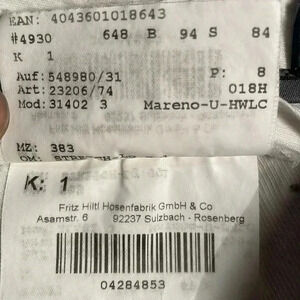 EAN: 4043601018643
#4930 648 B 94 S 84
K 1
Auf: 548980/31 P: 8
Art: 23206/74 018H
Mod: 31402 3 Mareno-U-HWLC
MZ: 383
K: 1
Fritz Hiltl Hosenfabrik GmbH & Co
Asamstr. 6 92237 Sulzbach - Rosenberg
04284853